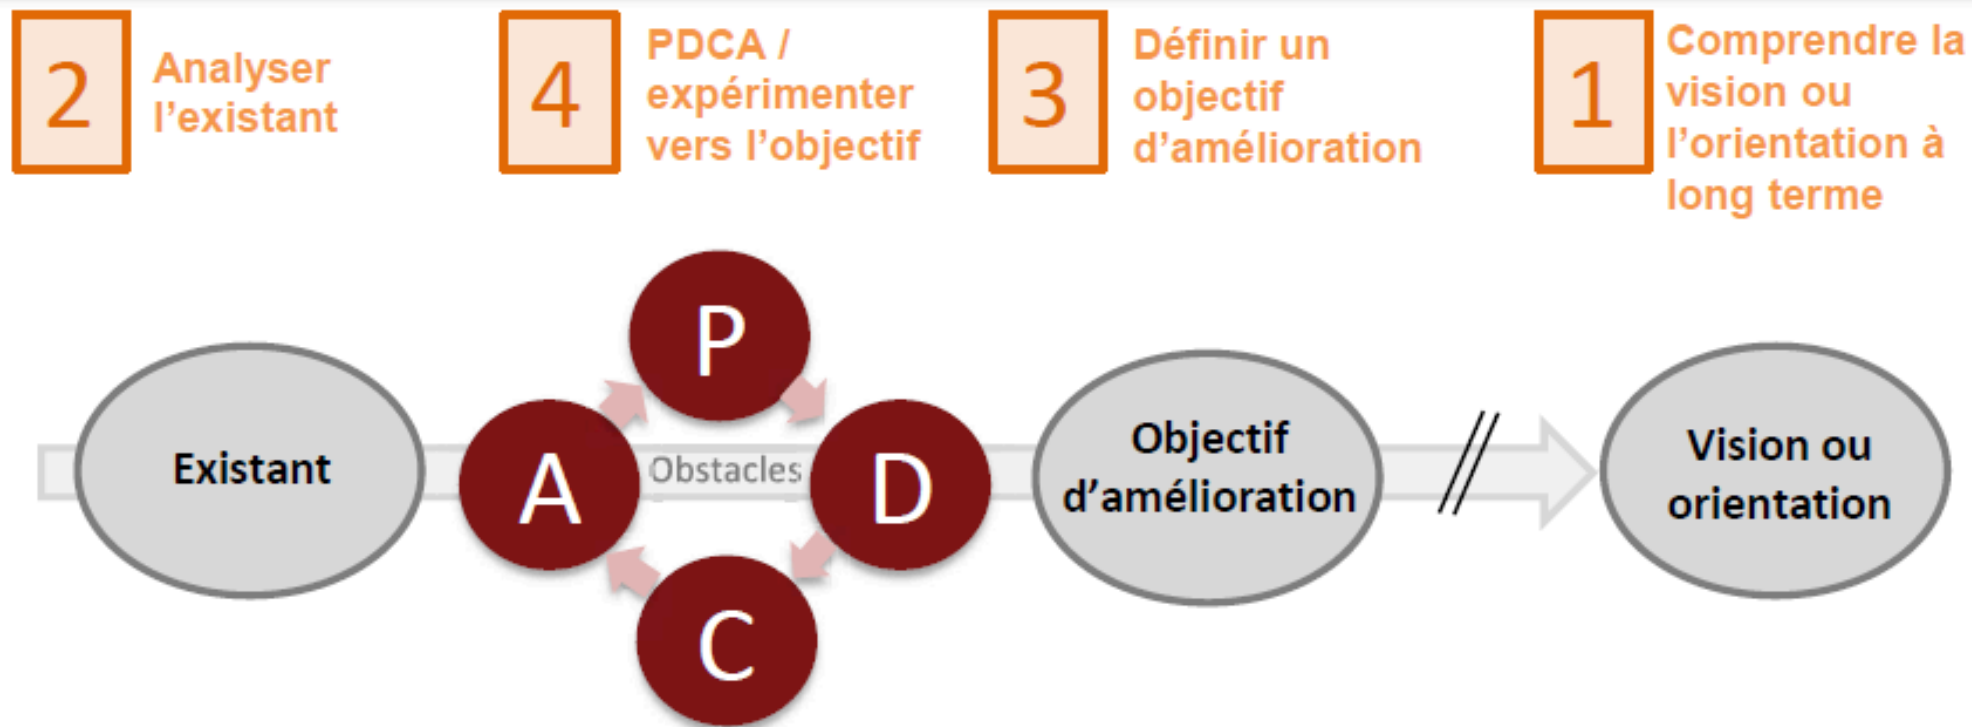 2
Analyser
l’existant
4
PDCA /
expérimenter
vers l’objectif
3
Définir un
objectif
d’amélioration
1
Comprendre la
vision ou
l’orientation à
long terme
Existant
P
A
Obstacles
D
C
Objectif
d’amélioration
Vision ou
orientation